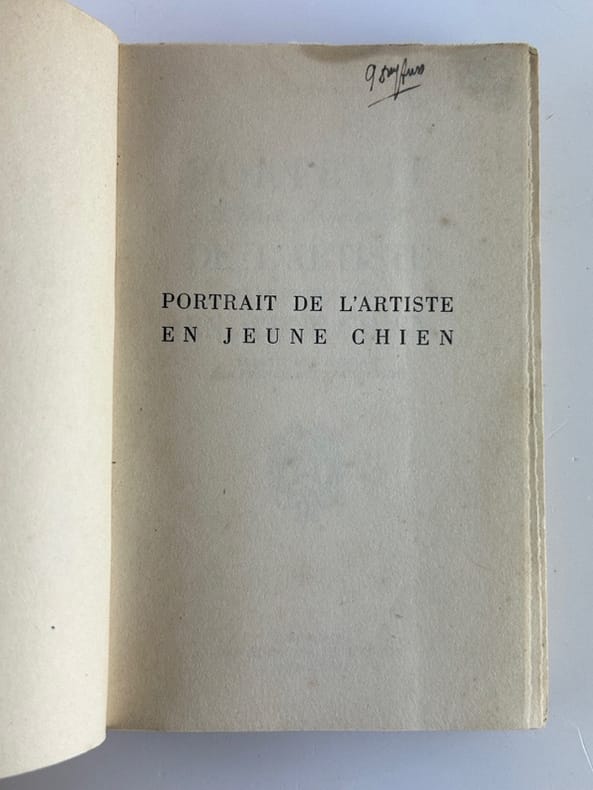 PORTRAIT DE L'ARTISTE
EN JEUNE CHIEN